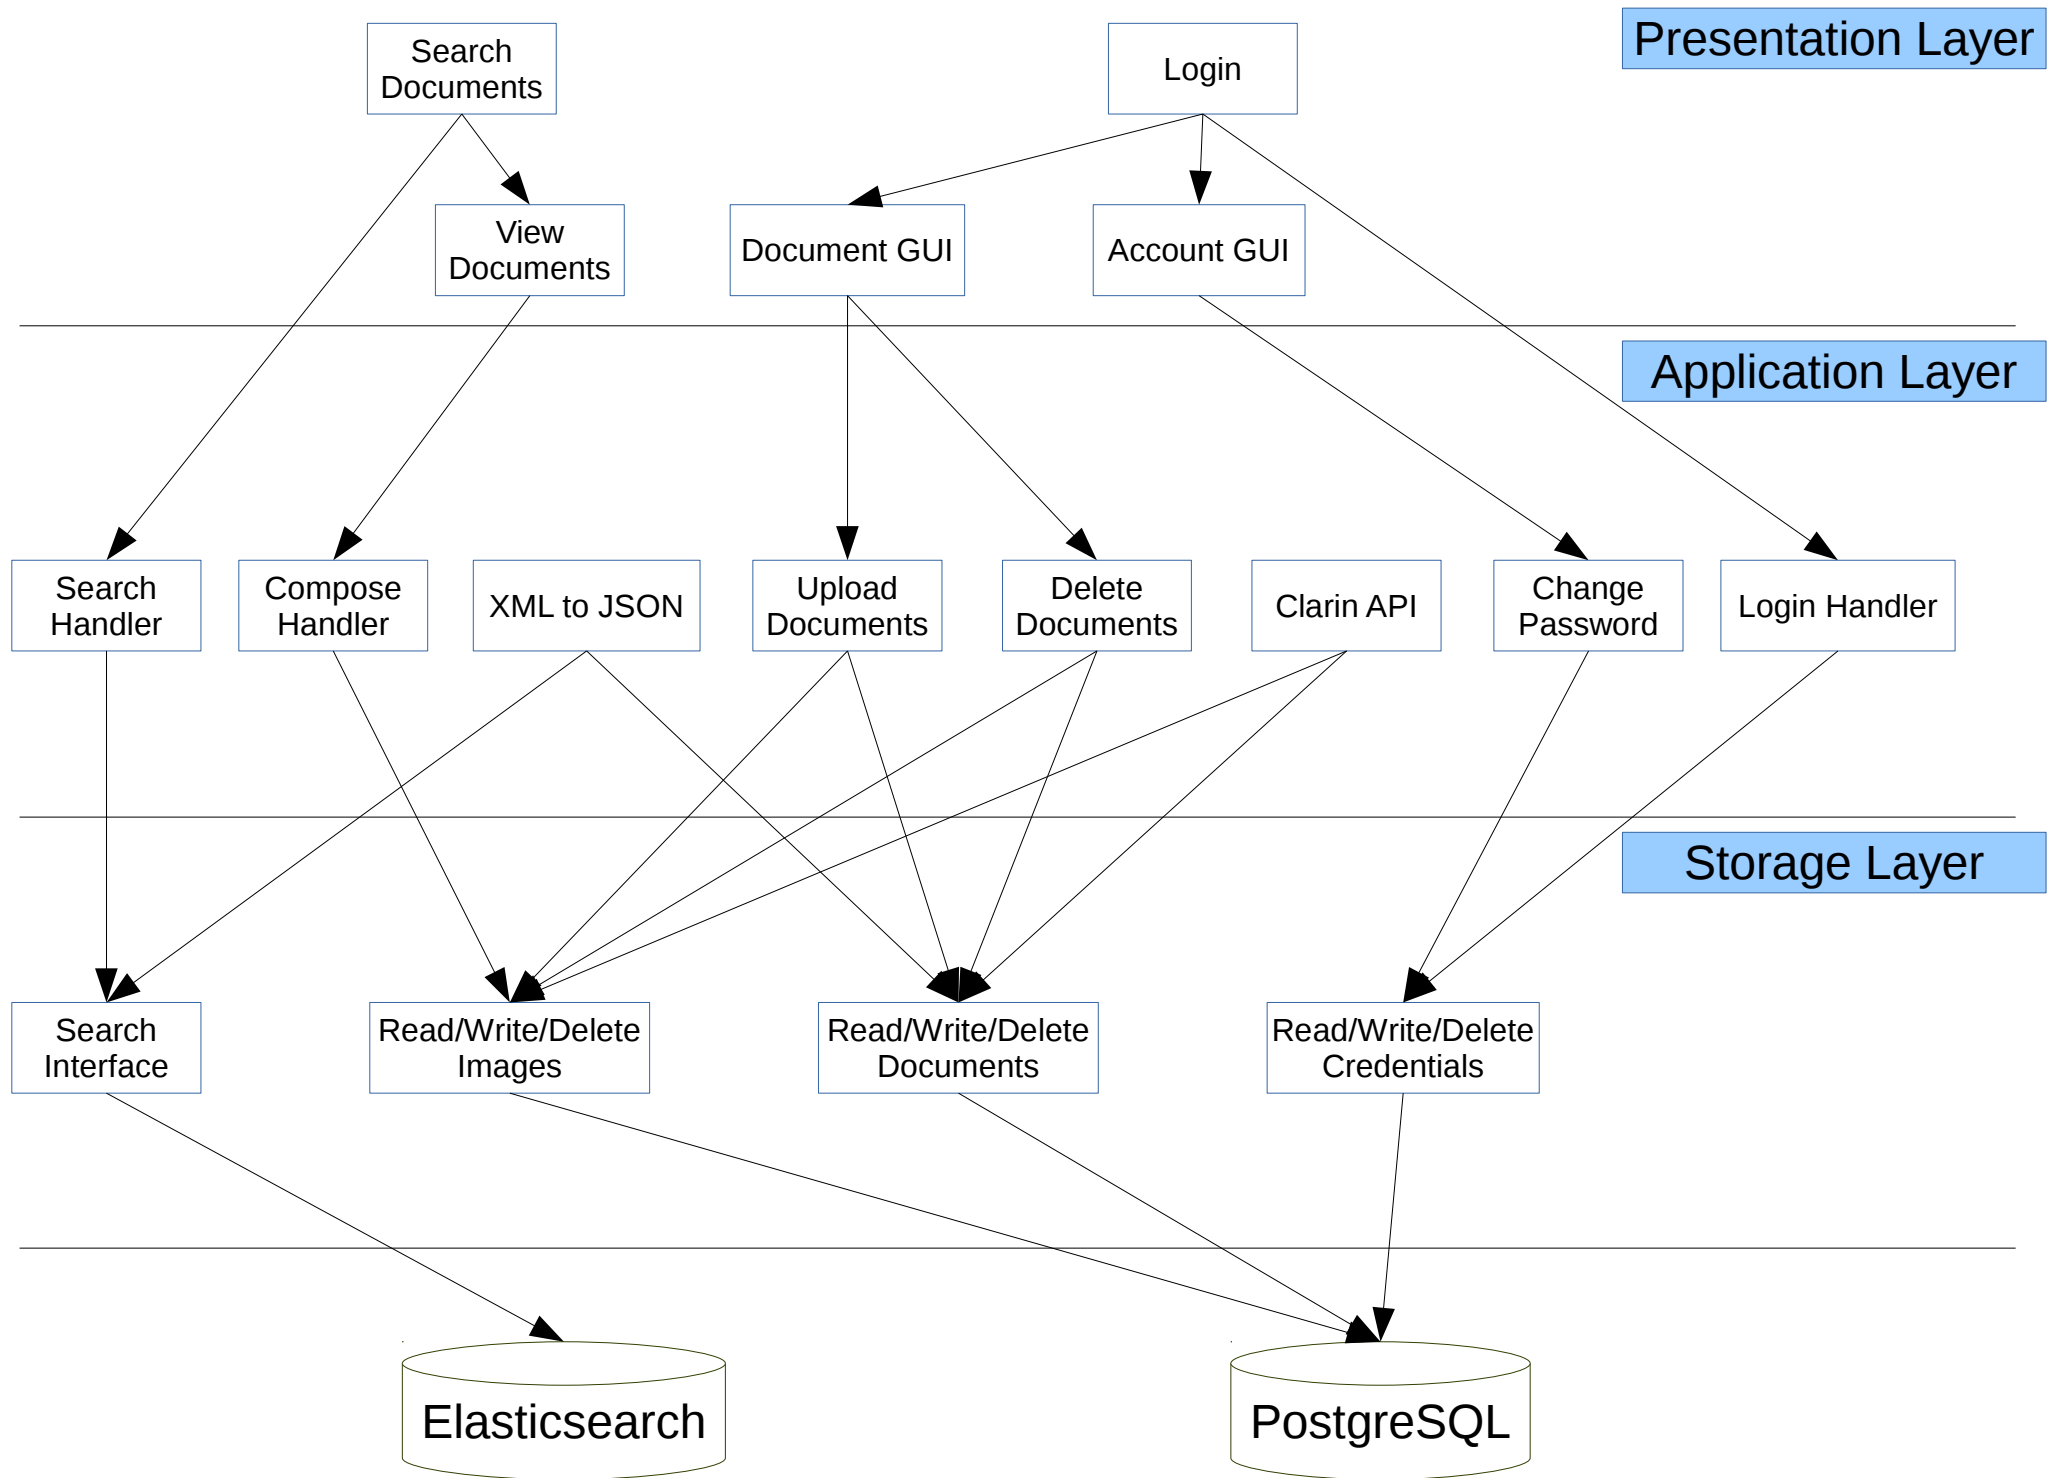 Presentation Layer
Search
Documents
Login
View
Documents
Document GUI
Account GUI
Application Layer
Search
Handler
Compose
Handler
XML to JSON
Upload
Documents
Delete
Documents
Clarin API
Change
Password
Login Handler
Storage Layer
Search
Interface
Read/Write/Delete
Images
Read/Write/Delete
Documents
Read/Write/Delete
Credentials
Elasticsearch
PostgreSQL